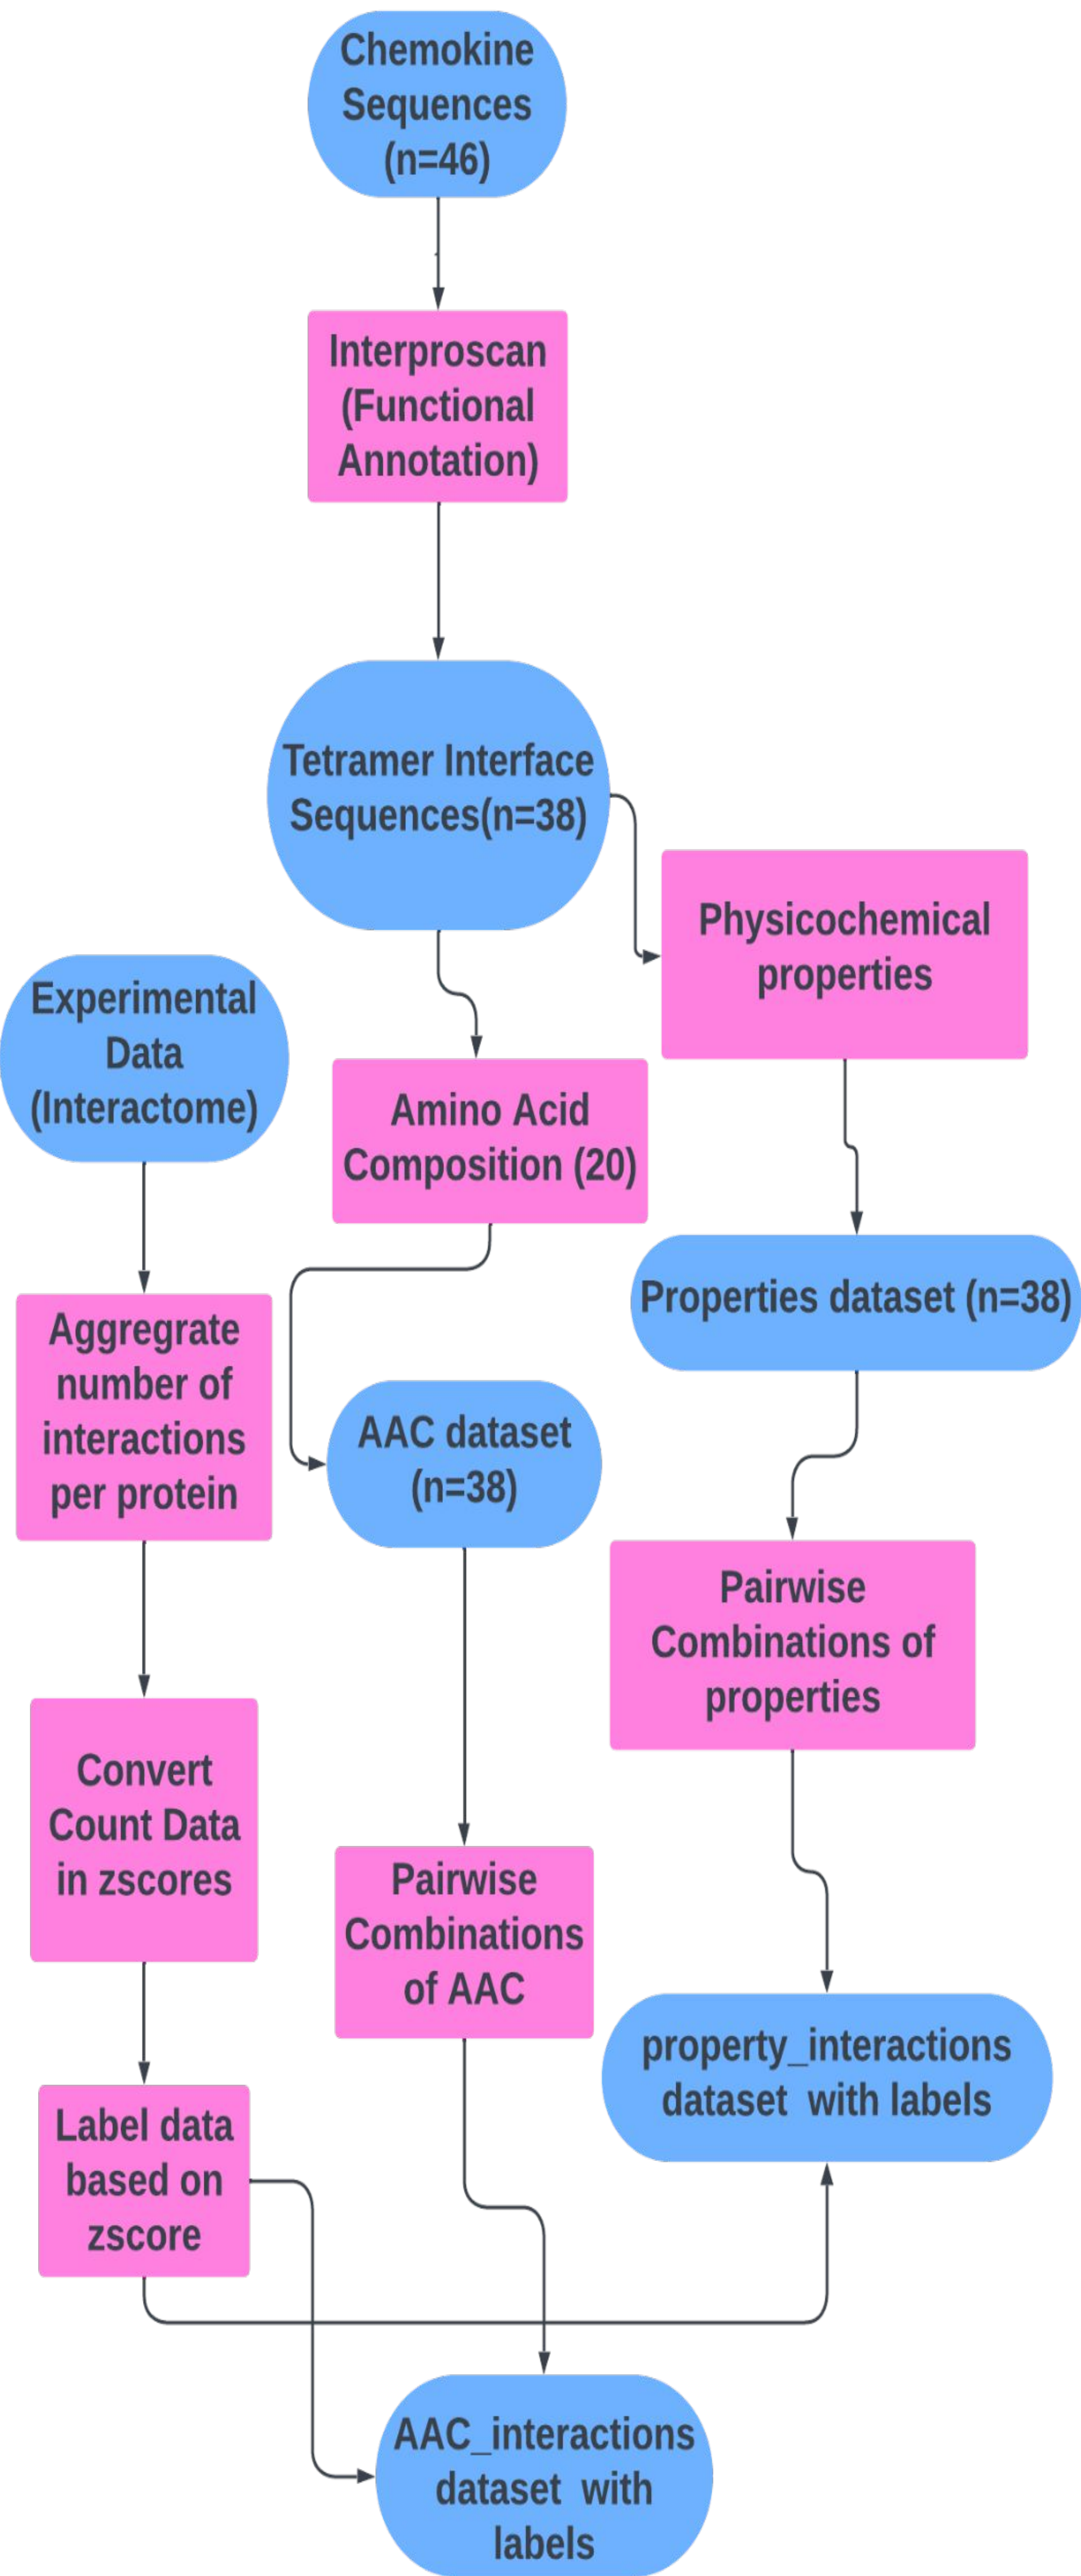 Chemokine
Sequences
(n=46)
Interproscan
(Functional
Annotation)
Tetramer Interface
Sequences(n=38)
Physicochemical
properties
Experimental
Data
(Interactome)
Amino Acid
Composition (20)
Properties dataset (n=38)
Aggregrate
number of
interactions
per protein
AAC dataset
(n=38)
Pairwise
Combinations of
properties
Convert
Count Data
in zscores
Pairwise
Combinations
of AAC
property_interactions
dataset with labels
Label data
based on
zscore
AAC_interactions
dataset with
labels